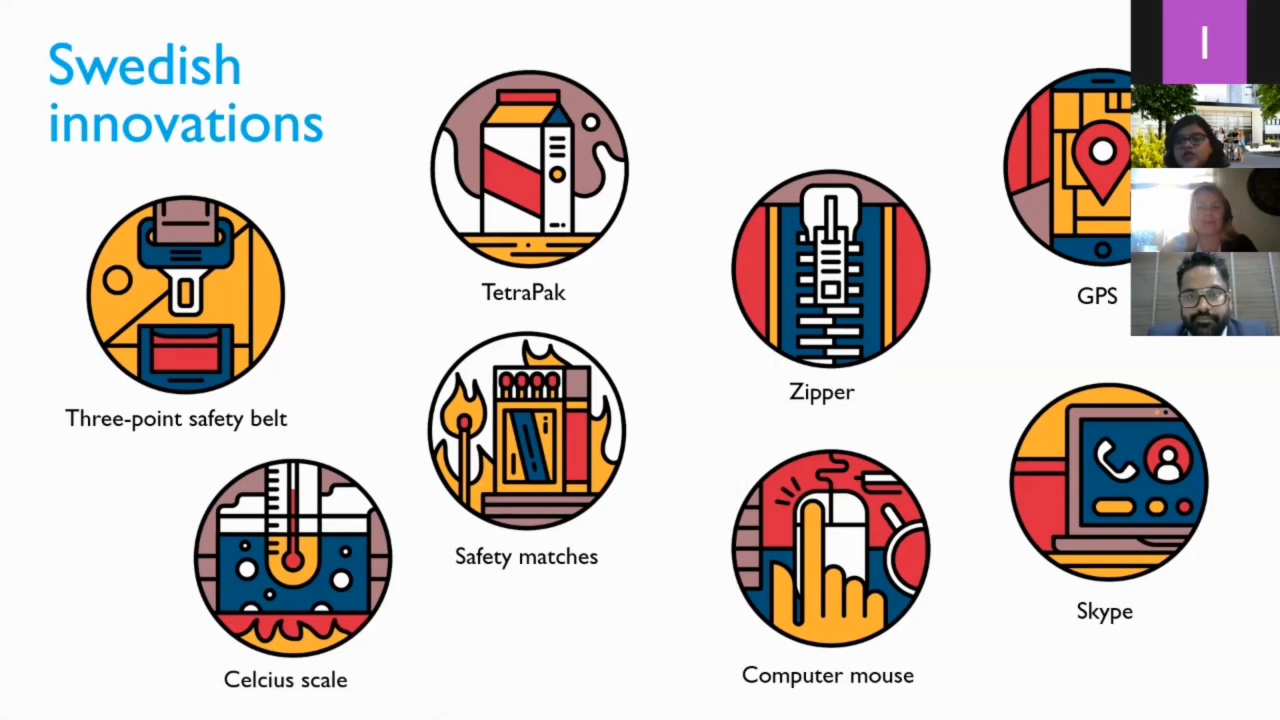 Swedish
innovations
TetraPak
GPS
Zipper
Three-point safety belt
Safety matches
Skype
Computer mouse
Celcius scale
I